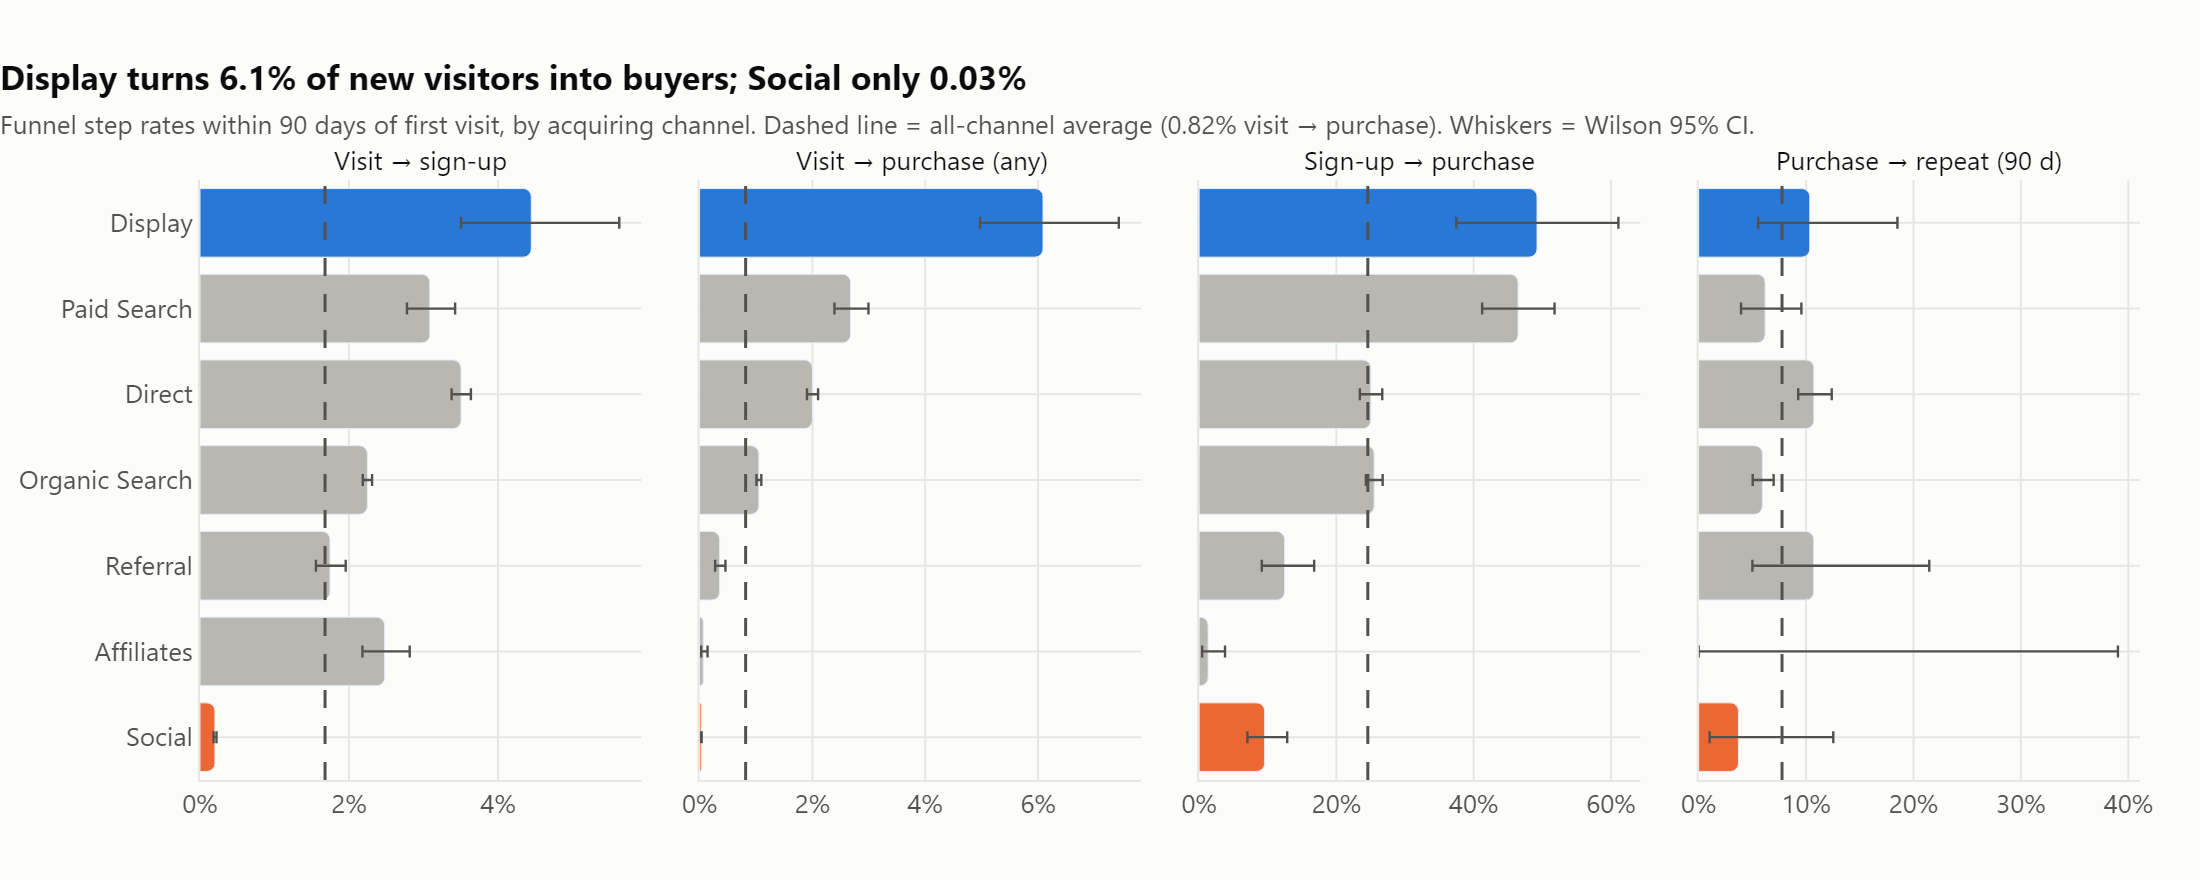 Display turns 6.1% of new visitors into buyers; Social only 0.03%
Funnel step rates within 90 days of first visit, by acquiring channel. Dashed line = all-channel average (0.82% visit → purchase). Whiskers = Wilson 95% CI.
Visit → sign-up
Visit → purchase (any)
Sign-up → purchase
Purchase → repeat (90 d)
Display
Paid Search
Direct
Organic Search
Referral
Affiliates
Social
0% 2% 4%
0% 2% 4% 6%
0% 20% 40% 60%
0% 10% 20% 30% 40%